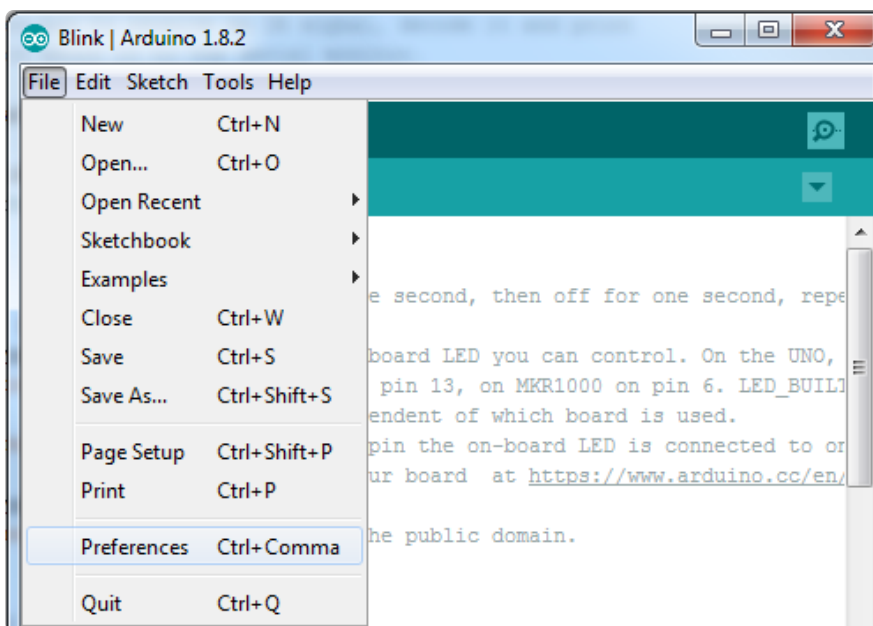 Blink | Arduino 1.8.2
File Edit Sketch Tools Help
New Ctrl+N
Open... Ctrl+O
Open Recent
Sketchbook
Examples
Close Ctrl+W
Save Ctrl+S
Save As... Ctrl+Shift+S
Page Setup Ctrl+Shift+P
Print Ctrl+P
Preferences Ctrl+Comma
Quit Ctrl+Q
e second, then off for one second, repe
board LED you can control. On the UNO,
pin 13, on MKR1000 on pin 6. LED_BUILT
endent of which board is used.
pin the on-board LED is connected to on
ur board at https://www.arduino.cc/en/
he public domain.